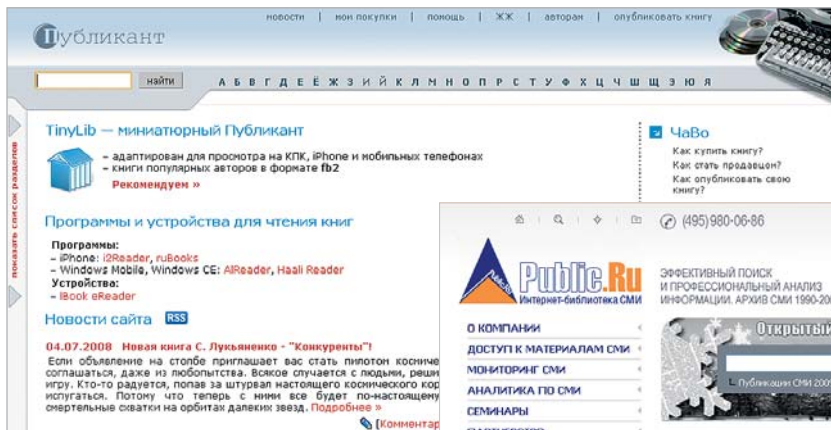 новости | мои покупки | помощь | ЖЖ | авторам | опубликовать книгу
Публикант
найти
А Б В Г Д Е Ё Ж З И Й К Л М Н О П Р С Т У Ф Х Ц Ч Ш Щ Э Ю Я
показать список разделов
TinyLib — миниатюрный Публикант
– адаптирован для просмотра на КПК, iPhone и мобильных телефонах
– книги популярных авторов в формате fb2
Рекомендуем »
ЧаВо
Как купить книгу?
Как стать продавцом?
Как опубликовать свою
книгу?
Программы и устройства для чтения книг
Программы:
– iPhone: i2Reader, ruBooks
– Windows Mobile, Windows CE: AlReader, Haali Reader
Устройства:
– lBook eReader
Новости сайта RSS
04.07.2008 Новая книга С. Лукьяненко - "Конкуренты"!
Если объявление на столбе приглашает вас стать пилотом космиче
соглашаться, даже из любопытства. Всякое случается с людьми, реши
игру. Кто-то радуется, попав за штурвал настоящего космического кор
испугаться. Потому что теперь с ними все будет по-настоящему
смертельные схватки на орбитах далеких звезд. Подробнее »
[Комментар
(495)980-06-86
Public.Ru
Интернет-библиотека СМИ
ЭФФЕКТИВНЫЙ ПОИСК
И ПРОФЕССИОНАЛЬНЫЙ АНАЛИЗ
ИНФОРМАЦИИ. АРХИВ СМИ 1990-20
О КОМПАНИИ
ДОСТУП К МАТЕРИАЛАМ СМИ
МОНИТОРИНГ СМИ
АНАЛИТИКА ПО СМИ
СЕМИНАРЫ
Открытый
Публикации СМИ 200